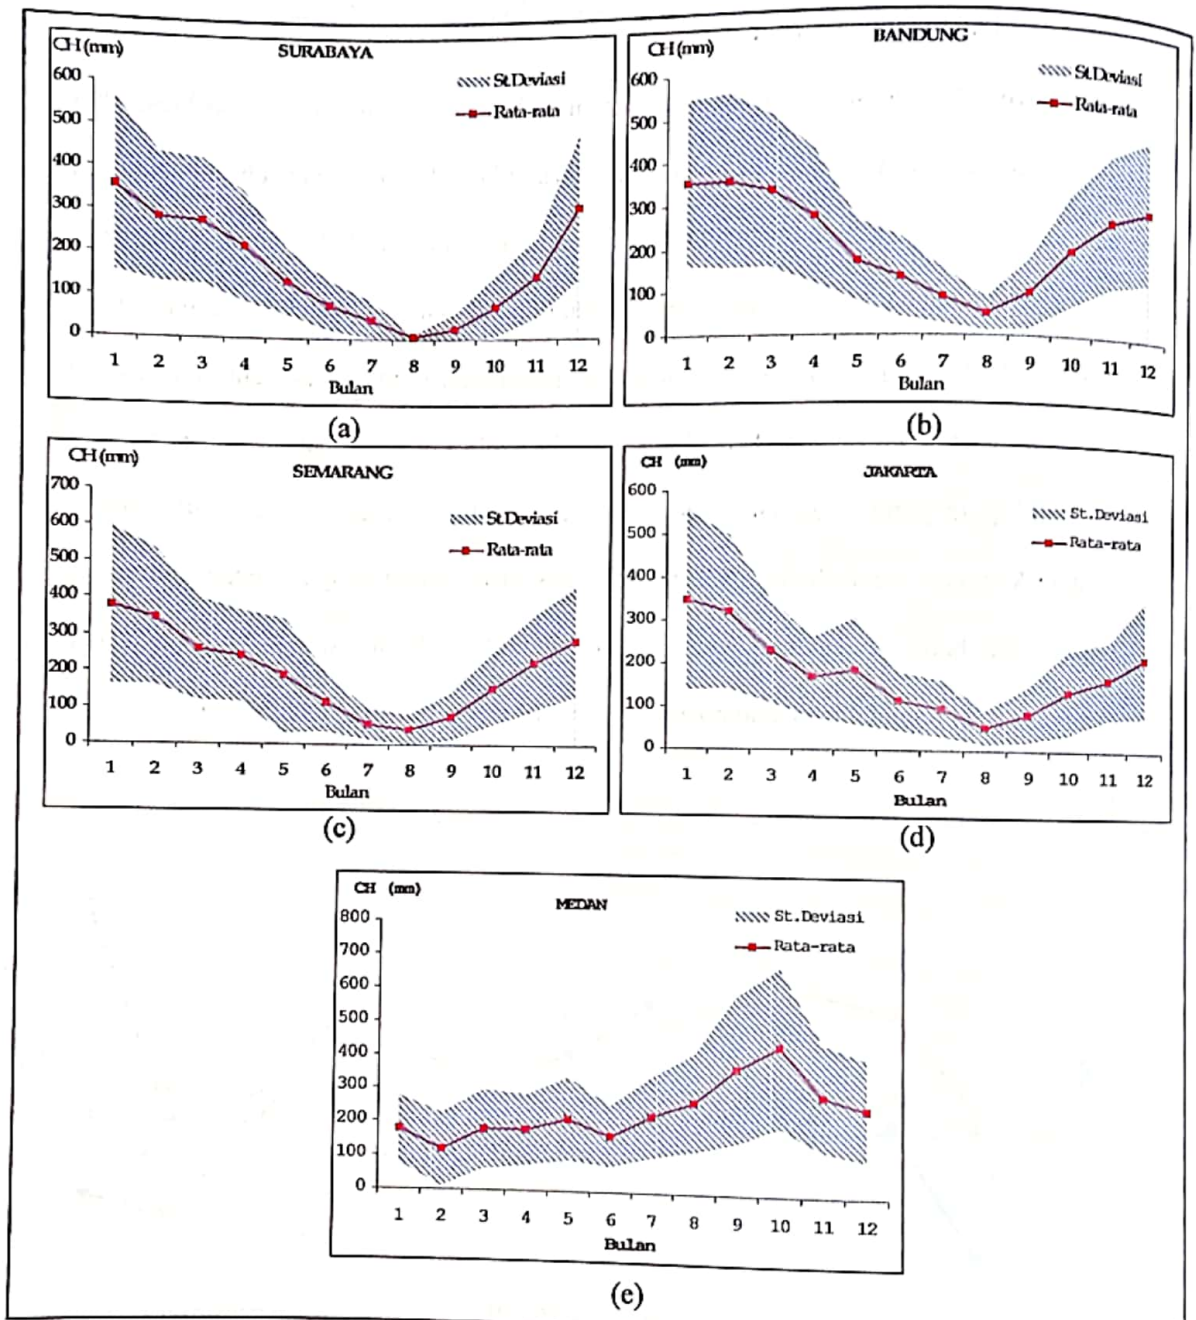 CH (mm)
SURABAYA
St.Deviasi
Rata-rata
600
500
400
300
200
100
0
1 2 3 4 5 6 7 8 9 10 11 12
Bulan
(a)
CH (mm)
BANDUNG
St.Deviasi
Rata-rata
600
500
400
300
200
100
0
1 2 3 4 5 6 7 8 9 10 11 12
Bulan
(b)
CH (mm)
SEMARANG
St.Deviasi
Rata-rata
700
600
500
400
300
200
100
0
1 2 3 4 5 6 7 8 9 10 11 12
Bulan
(c)
CH (mm)
JAKARTA
St.Deviasi
Rata-rata
600
500
400
300
200
100
0
1 2 3 4 5 6 7 8 9 10 11 12
Bulan
(d)
CH (mm)
MEDAN
St.Deviasi
Rata-rata
800
700
600
500
400
300
200
100
0
1 2 3 4 5 6 7 8 9 10 11 12
Bulan
(e)